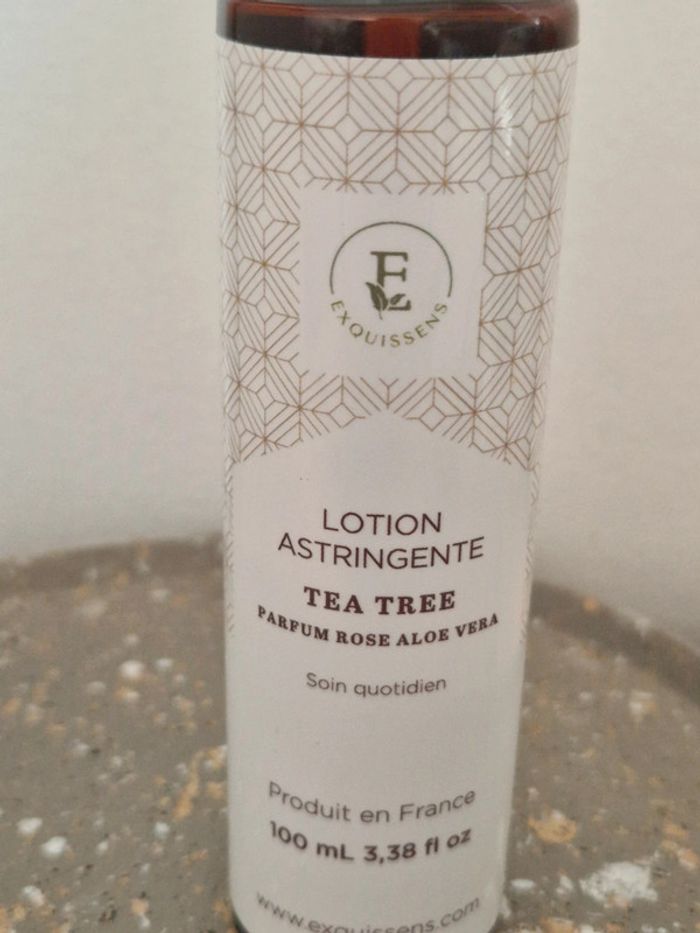 E
EXQUISSENS
LOTION
ASTRINGENTE
TEA TREE
PARFUM ROSE ALOE VERA
Soin quotidien
Produit en France
100 mL 3,38 fl oz
www.exquissens.com